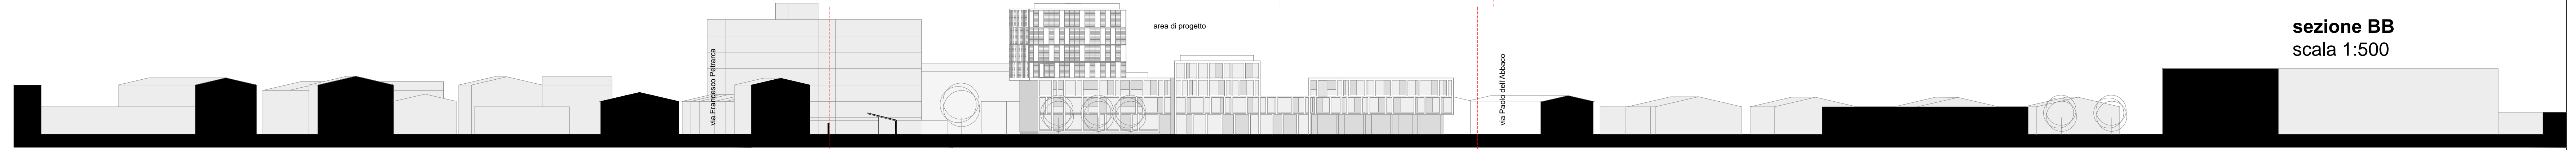 via Francesco Petrarca
area di progetto
via Paolo dell'Abbaco
sezione BB
scala 1:500